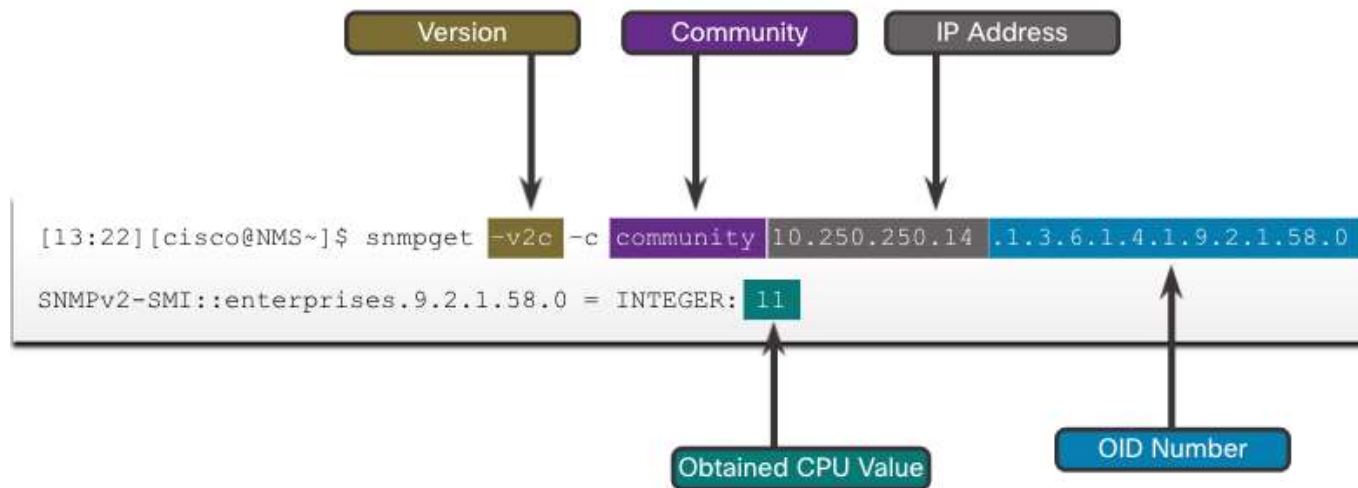 Version Community IP Address
[13:22][cisco@NMS~]$ snmpget -v2c -c community 10.250.250.14 .1.3.6.1.4.1.9.2.1.58.0
SNMPv2-SMI::enterprises.9.2.1.58.0 = INTEGER: 11
Obtained CPU Value OID Number